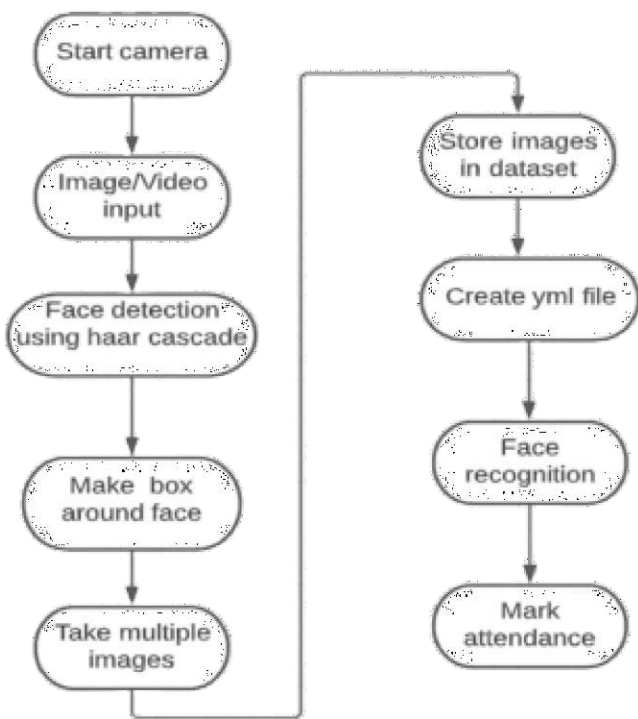 Start camera
Image/Video
input
Face detection
using haar cascade
Make box
around face
Take multiple
images
Store images
in dataset
Create yml file
Face
recognition
Mark
attendance